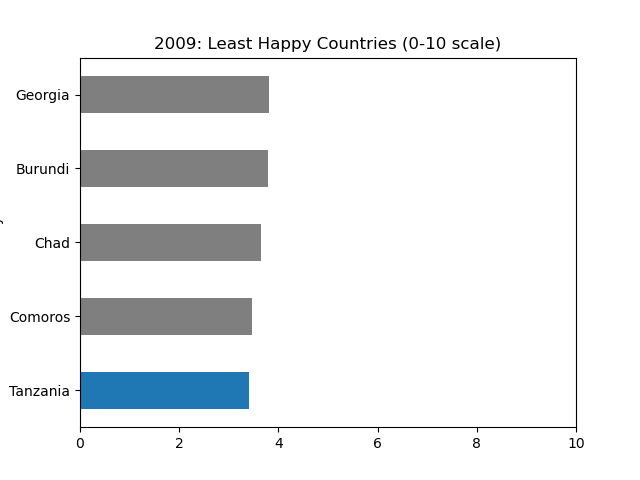 2009: Least Happy Countries (0-10 scale)
Georgia
Burundi
Chad
Comoros
Tanzania
0 2 4 6 8 10